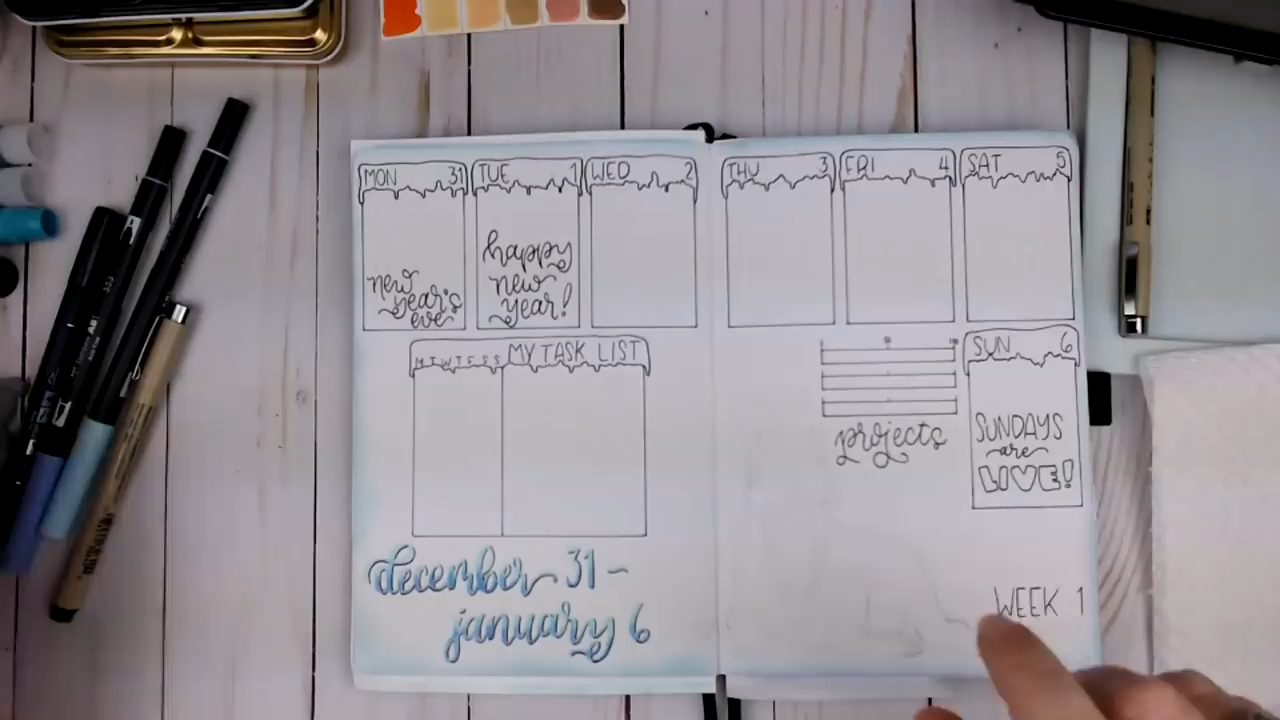 MON 31
TUE 1
WED 2
THU 3
FRI 4
SAT 5
new
year's
eve
happy
new
year!
MTWTFSS MY TASK LIST
SUN 6
SUNDAYS
are
LIVE!
projects
december 31 -
january 6
WEEK 1